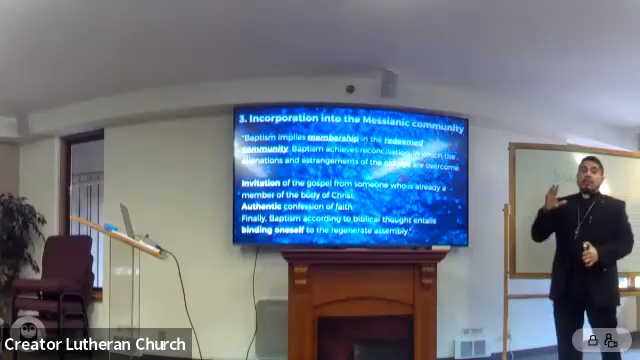 3. Incorporation into the Messianic community
"Baptism implies membership in the redeemed
community. Baptism achieves reconciliation, in which the
alienations and estrangements of the old age are overcome.
Invitation of the gospel from someone who is already a
member of the body of Christ.
Authentic confession of faith.
Finally, Baptism according to biblical thought entails
binding oneself to the regenerate assembly."
Creator Lutheran Church